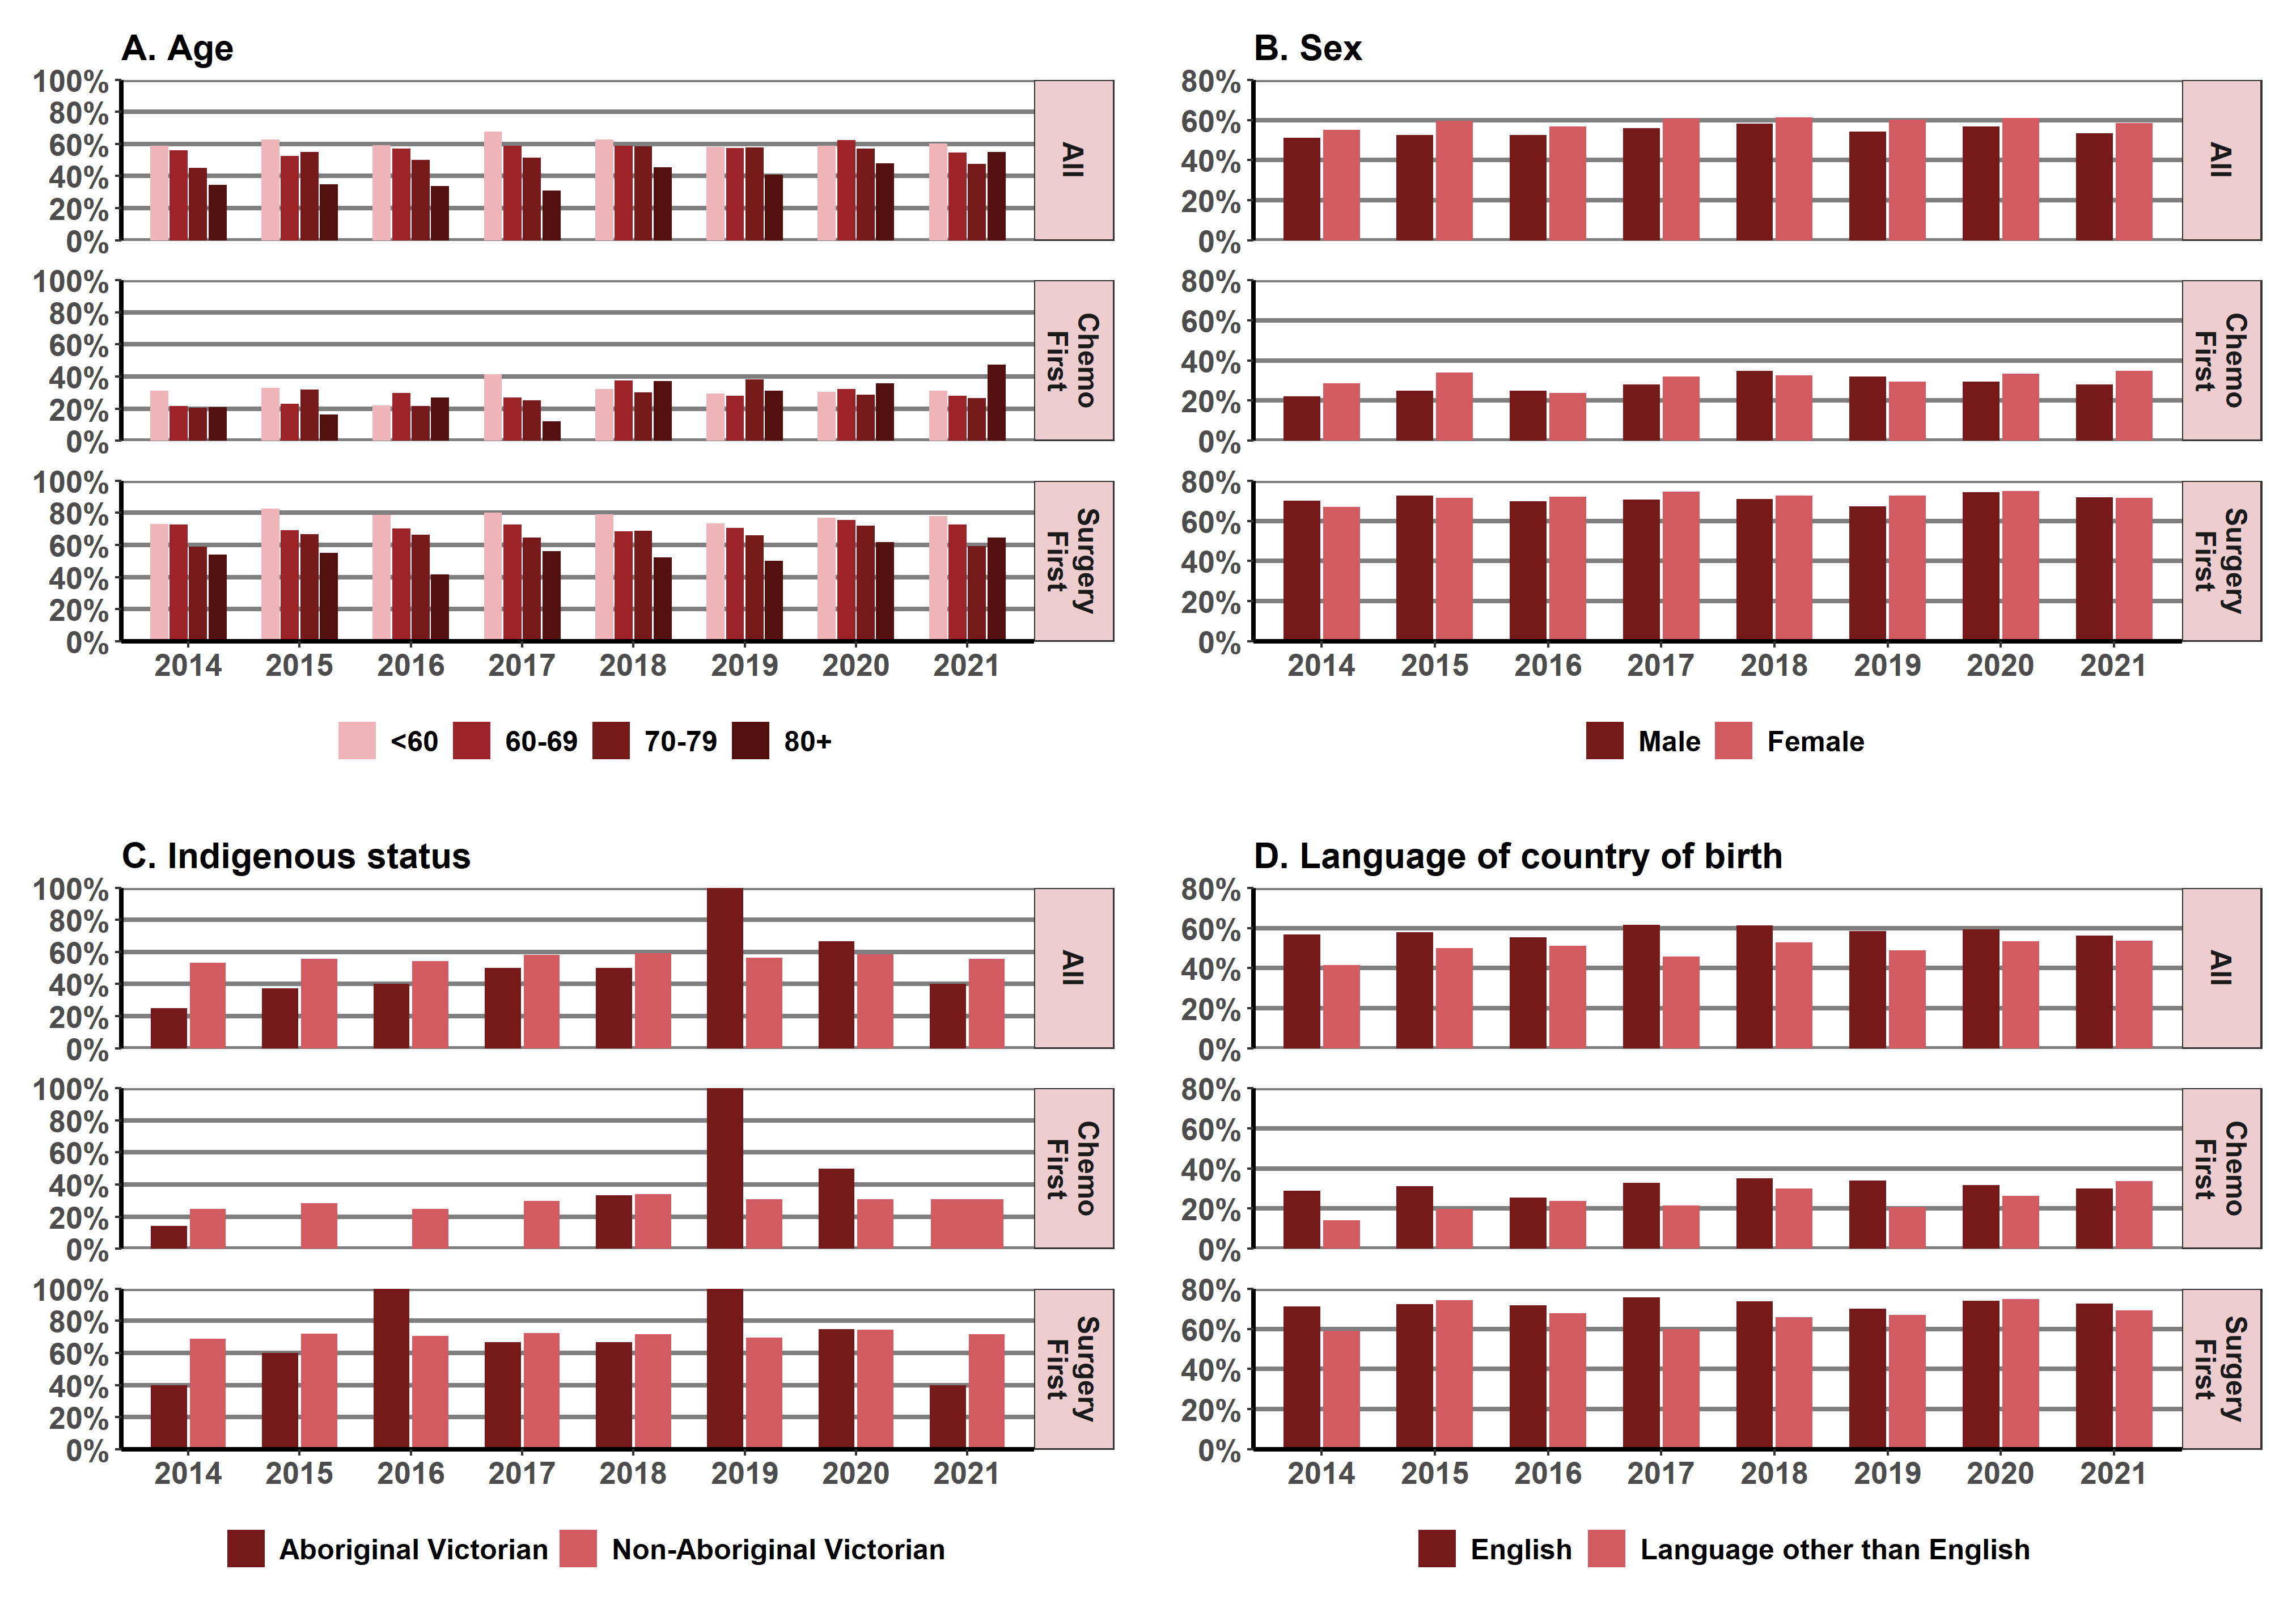 A. Age
100%
80%
60%
40%
20%
0%
All
100%
80%
60%
40%
20%
0%
Chemo
First
100%
80%
60%
40%
20%
0%
Surgery
First
2014 2015 2016 2017 2018 2019 2020 2021
<60 60-69 70-79 80+
B. Sex
80%
60%
40%
20%
0%
All
80%
60%
40%
20%
0%
Chemo
First
80%
60%
40%
20%
0%
Surgery
First
2014 2015 2016 2017 2018 2019 2020 2021
Male Female
C. Indigenous status
100%
80%
60%
40%
20%
0%
All
100%
80%
60%
40%
20%
0%
Chemo
First
100%
80%
60%
40%
20%
0%
Surgery
First
2014 2015 2016 2017 2018 2019 2020 2021
Aboriginal Victorian Non-Aboriginal Victorian
D. Language of country of birth
80%
60%
40%
20%
0%
All
80%
60%
40%
20%
0%
Chemo
First
80%
60%
40%
20%
0%
Surgery
First
2014 2015 2016 2017 2018 2019 2020 2021
English Language other than English